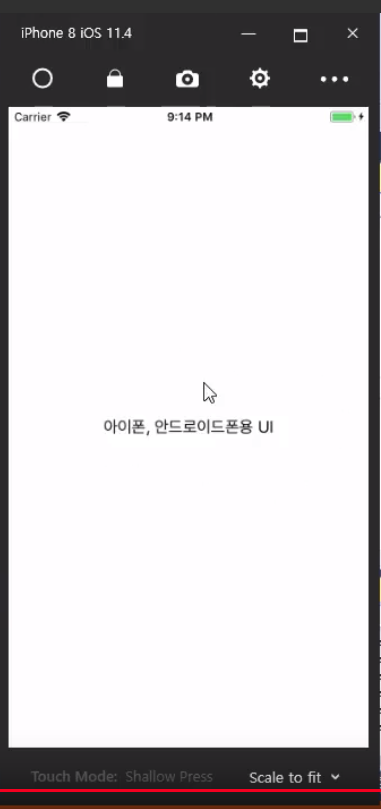 iPhone 8 iOS 11.4
Carrier 9:14 PM
아이폰, 안드로이드폰용 UI
Touch Mode: Shallow Press Scale to fit